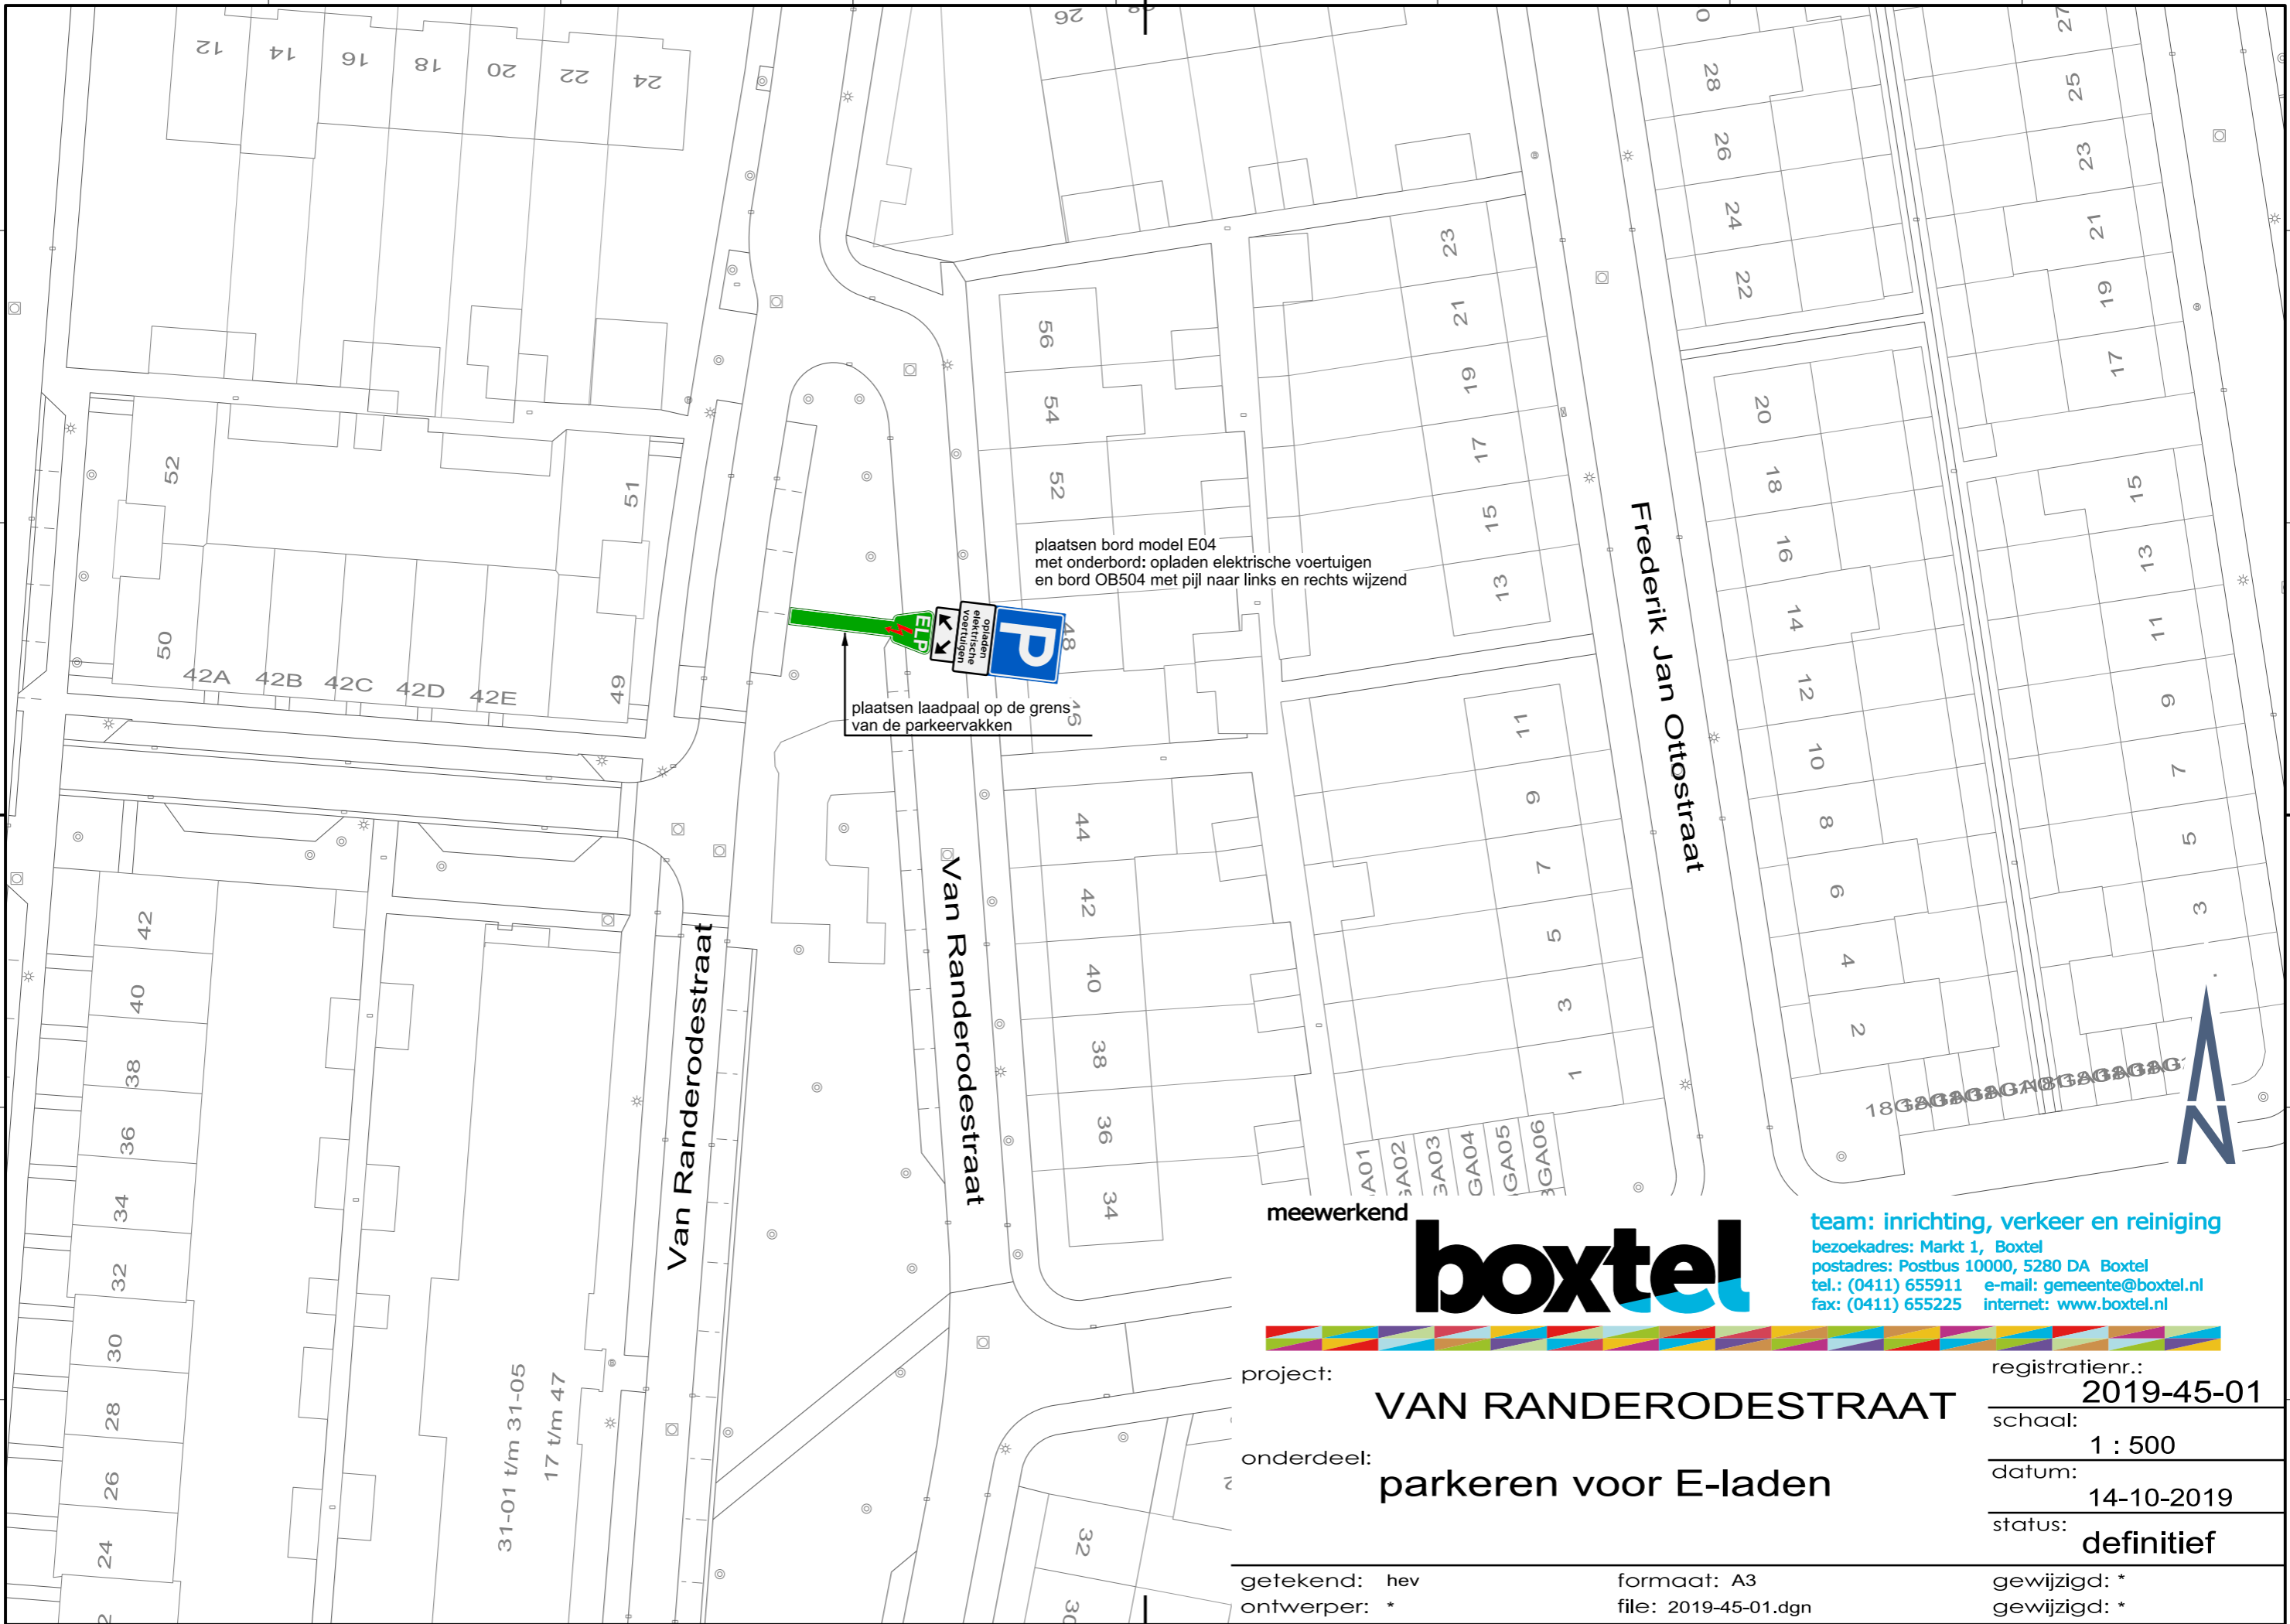 12 14 16 18 20 22 24
26
28
26
24
22
27
25
23
21
19
17
23
21
19
17
15
13
56
54
52
48
46
52
51
50
42A 42B 42C 42D 42E
49
plaatsen bord model E04
met onderbord: opladen elektrische voertuigen
en bord OB504 met pijl naar links en rechts wijzend
P
opladen
elektrische
voertuigen
ELP
plaatsen laadpaal op de grens
van de parkeervakken
Frederik Jan Ottostraat
20
18
16
14
12
10
8
6
4
2
15
13
11
9
7
5
3
11
9
7
5
3
1
44
42
40
38
36
34
42
40
38
36
34
32
30
28
26
24
Van Randerodestraat
Van Randerodestraat
31-01 t/m 31-05
17 t/m 47
32
30
N
meewerkend
boxtel
team: inrichting, verkeer en reiniging
bezoekadres: Markt 1, Boxtel
postadres: Postbus 10000, 5280 DA Boxtel
tel.: (0411) 655911 e-mail: gemeente@boxtel.nl
fax: (0411) 655225 internet: www.boxtel.nl
project:
VAN RANDERODESTRAAT
onderdeel:
parkeren voor E-laden
registratienr.:
2019-45-01
schaal:
1 : 500
datum:
14-10-2019
status:
definitief
getekend: hev formaat: A3 gewijzigd: *
ontwerper: * file: 2019-45-01.dgn gewijzigd: *